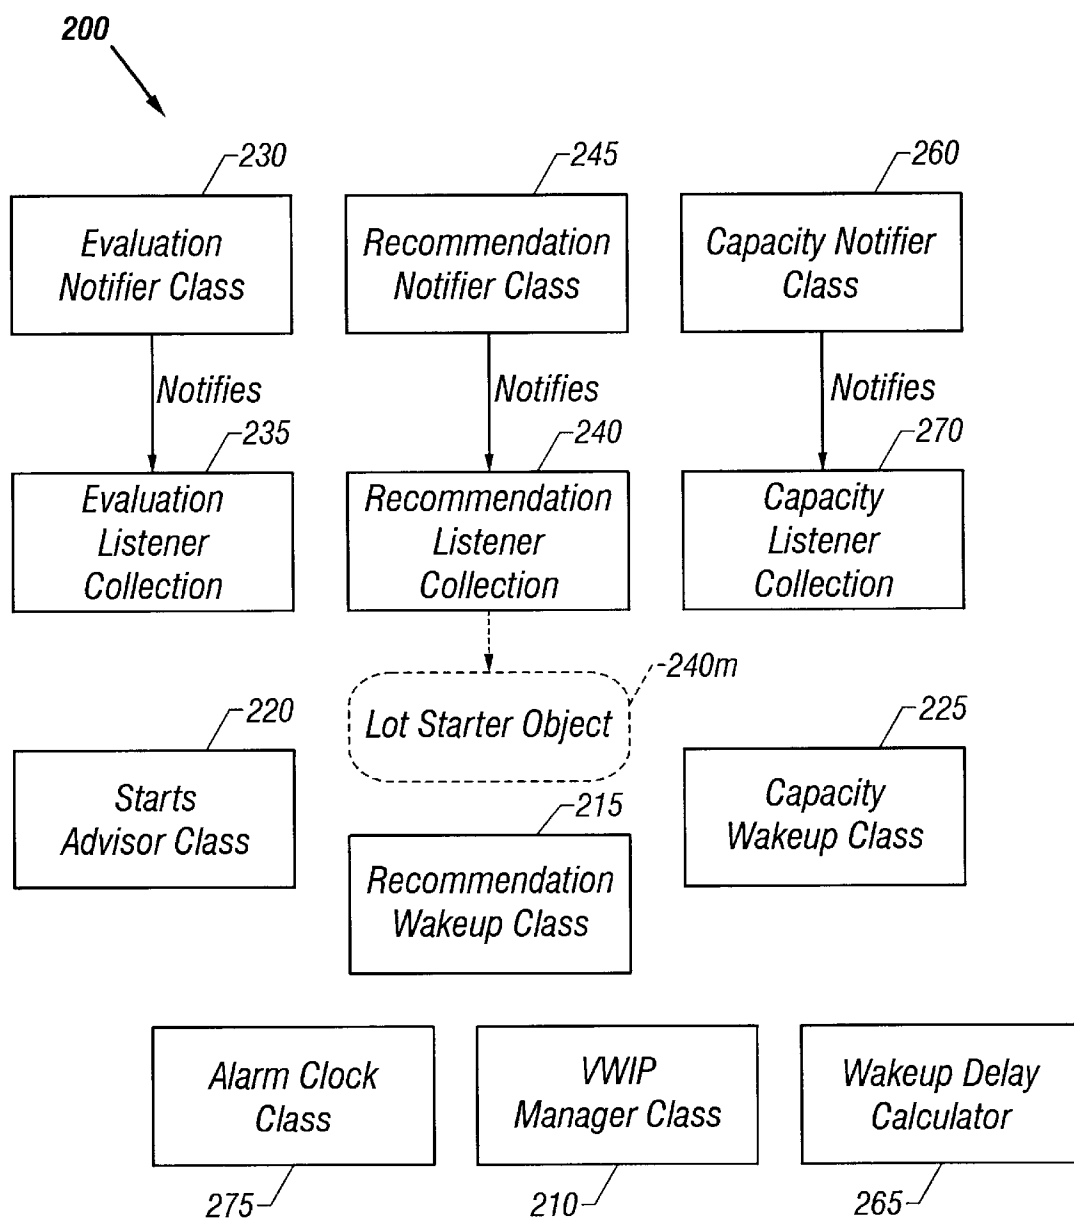 200
230
245
260
Evaluation
Notifier Class
Recommendation
Notifier Class
Capacity Notifier
Class
Notifies
Notifies
Notifies
235
240
270
Evaluation
Listener
Collection
Recommendation
Listener
Collection
Capacity
Listener
Collection
240m
Lot Starter Object
220
225
Starts
Advisor Class
Capacity
Wakeup Class
215
Recommendation
Wakeup Class
Alarm Clock
Class
VWIP
Manager Class
Wakeup Delay
Calculator
275
210
265